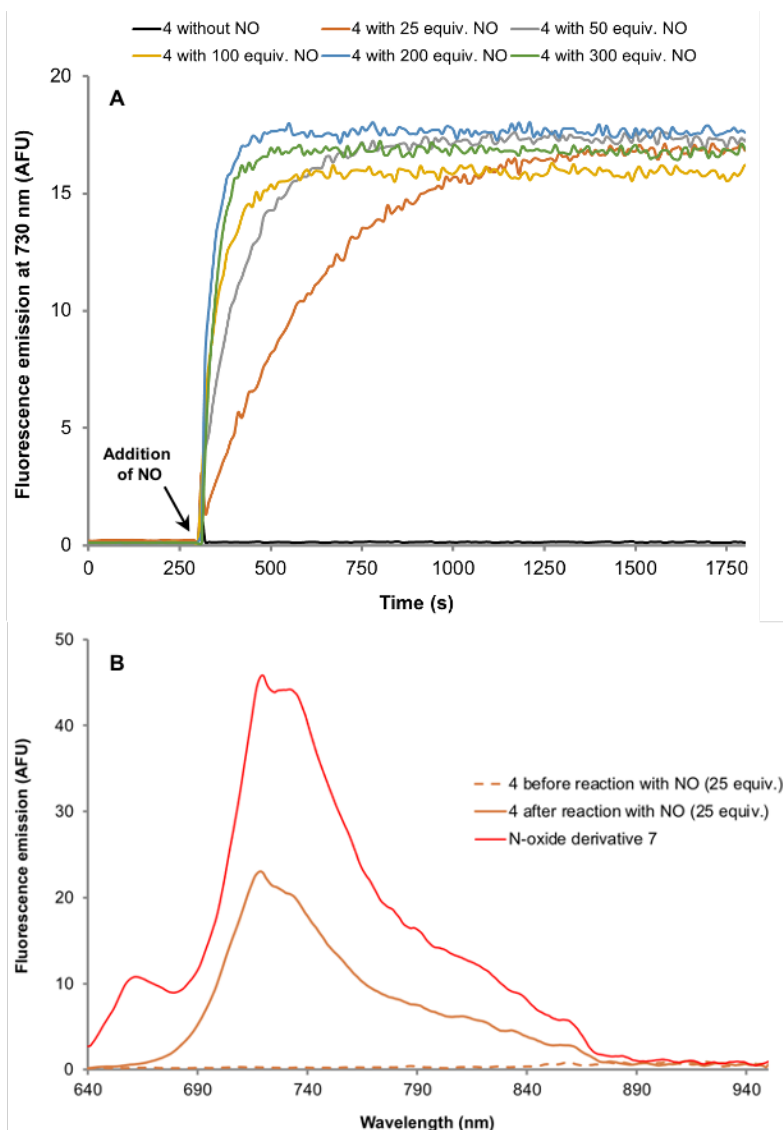 4 without NO 4 with 25 equiv. NO 4 with 50 equiv. NO
4 with 100 equiv. NO 4 with 200 equiv. NO 4 with 300 equiv. NO
A
20
15
10
5
0
Fluorescence emission at 730 nm (AFU)
Addition
of NO
0 250 500 750 1000 1250 1500 1750
Time (s)
B
50
40
30
20
10
0
Fluorescence emission (AFU)
4 before reaction with NO (25 equiv.)
4 after reaction with NO (25 equiv.)
N-oxide derivative 7
640 690 740 790 840 890 940
Wavelength (nm)